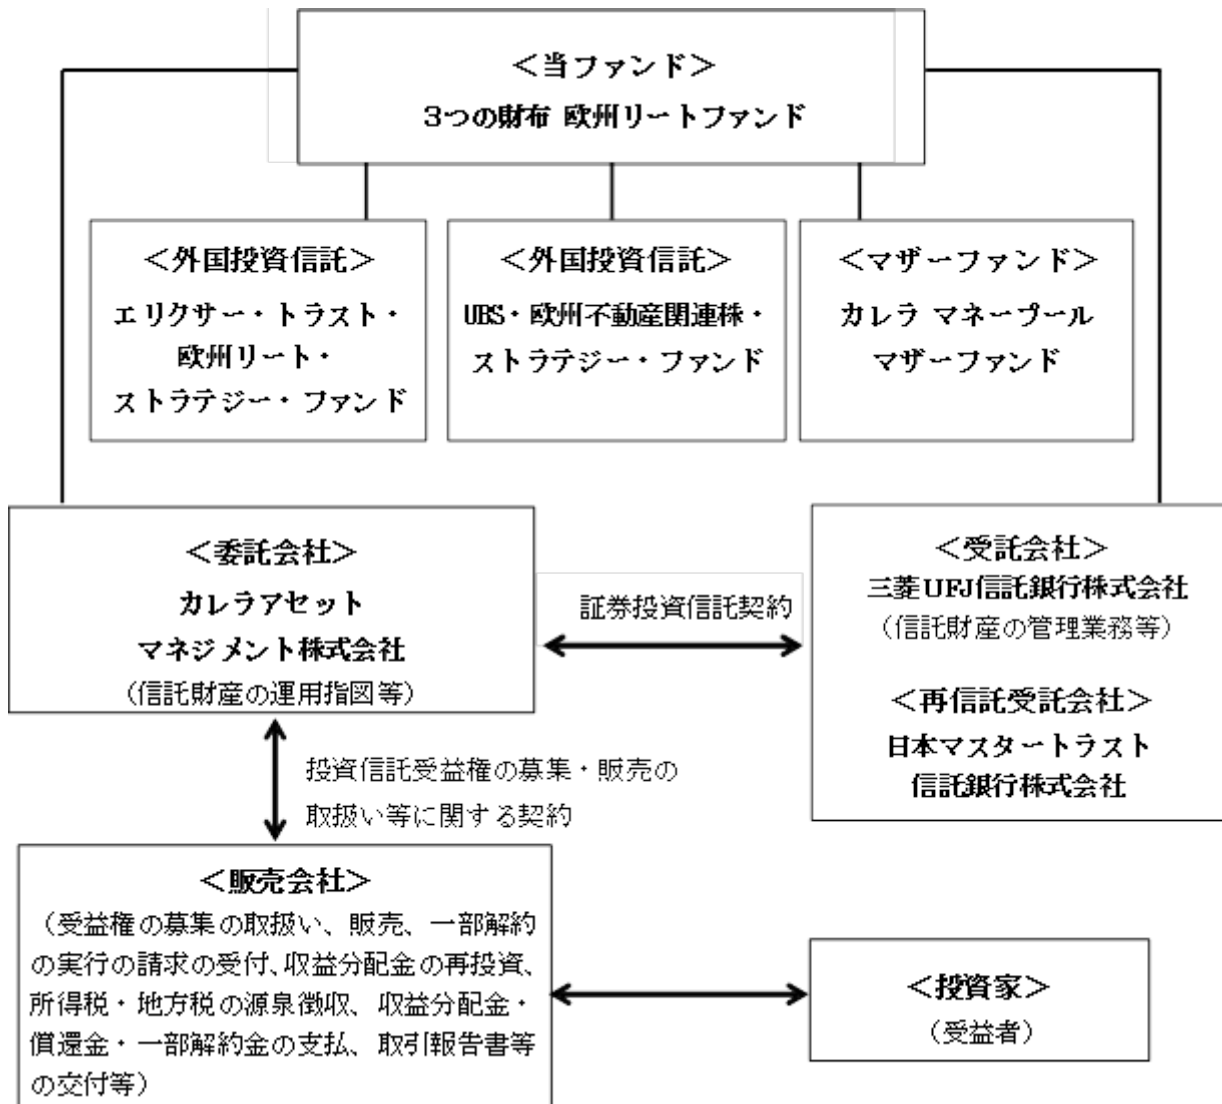 ＜当ファンド＞
3つの財布 欧州リートファンド
＜外国投資信託＞
エリクサー・トラスト・
欧州リート・
ストラテジー・ファンド
＜外国投資信託＞
UBS・欧州不動産関連株・
ストラテジー・ファンド
＜マザーファンド＞
カレラ マネープール
マザーファンド
＜委託会社＞
カレラアセット
マネジメント株式会社
（信託財産の運用指図等）
証券投資信託契約
＜受託会社＞
三菱UFJ信託銀行株式会社
（信託財産の管理業務等）
＜再信託受託会社＞
日本マスタートラスト
信託銀行株式会社
投資信託受益権の募集・販売の
取扱い等に関する契約
＜販売会社＞
（受益権の募集の取扱い、販売、一部解約
の実行の請求の受付、収益分配金の再投資、
所得税・地方税の源泉徴収、収益分配金・
償還金・一部解約金の支払、取引報告書等
の交付等）
＜投資家＞
（受益者）